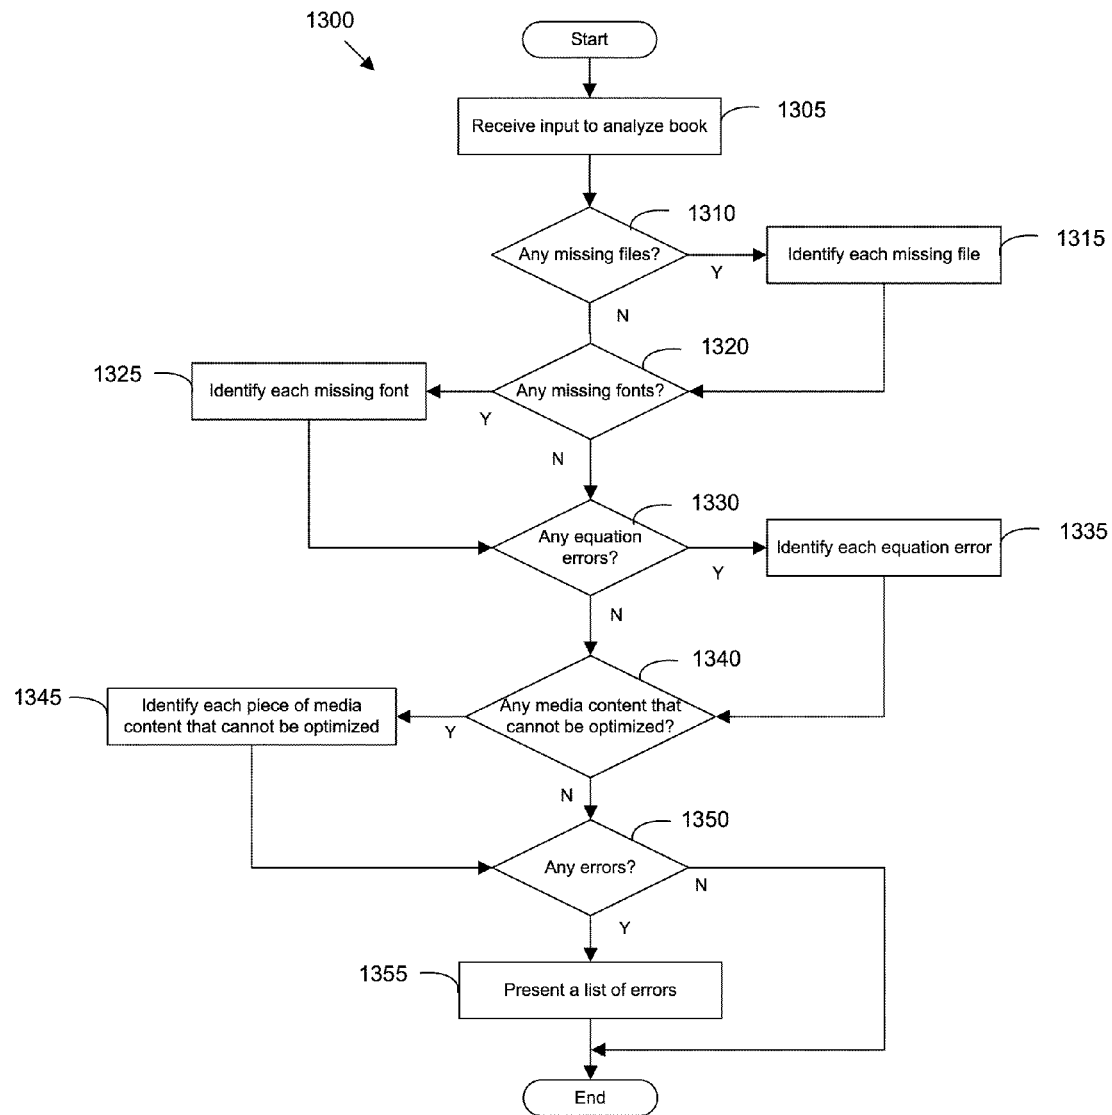 1300
Start
Receive input to analyze book
1305
1310
Any missing files?
Y
Identify each missing file
1315
N
1320
1325
Identify each missing font
Y
Any missing fonts?
N
1330
Any equation
errors?
Y
Identify each equation error
1335
N
1340
1345
Identify each piece of media
content that cannot be optimized
Y
Any media content that
cannot be optimized?
N
1350
Any errors?
N
Y
1355
Present a list of errors
End